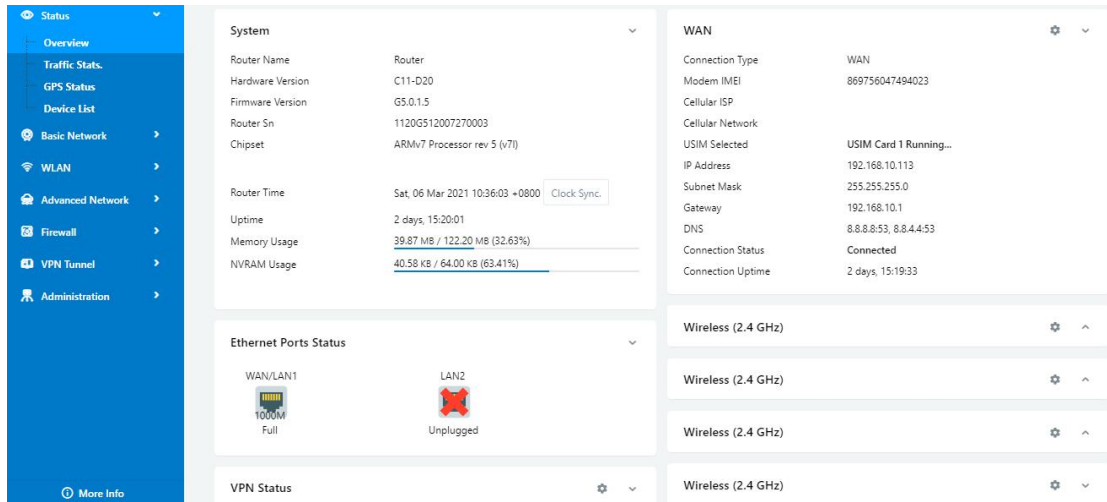 Status
Overview
Traffic Stats.
GPS Status
Device List
Basic Network
WLAN
Advanced Network
Firewall
VPN Tunnel
Administration
More Info
System
Router Name Router
Hardware Version C11-D20
Firmware Version G5.0.1.5
Router Sn 1120G512007270003
Chipset ARMv7 Processor rev 5 (v7l)
Router Time Sat, 06 Mar 2021 10:36:03 +0800 Clock Sync.
Uptime 2 days, 15:20:01
Memory Usage 39.87 MB / 122.20 MB (32.63%)
NVRAM Usage 40.58 KB / 64.00 KB (63.41%)
Ethernet Ports Status
WAN/LAN1 LAN2
1000M
Full Unplugged
VPN Status
WAN
Connection Type WAN
Modem IMEI 869756047494023
Cellular ISP
Cellular Network
USIM Selected USIM Card 1 Running...
IP Address 192.168.10.113
Subnet Mask 255.255.255.0
Gateway 192.168.10.1
DNS 8.8.8.8:53, 8.8.4.4:53
Connection Status Connected
Connection Uptime 2 days, 15:19:33
Wireless (2.4 GHz)
Wireless (2.4 GHz)
Wireless (2.4 GHz)
Wireless (2.4 GHz)